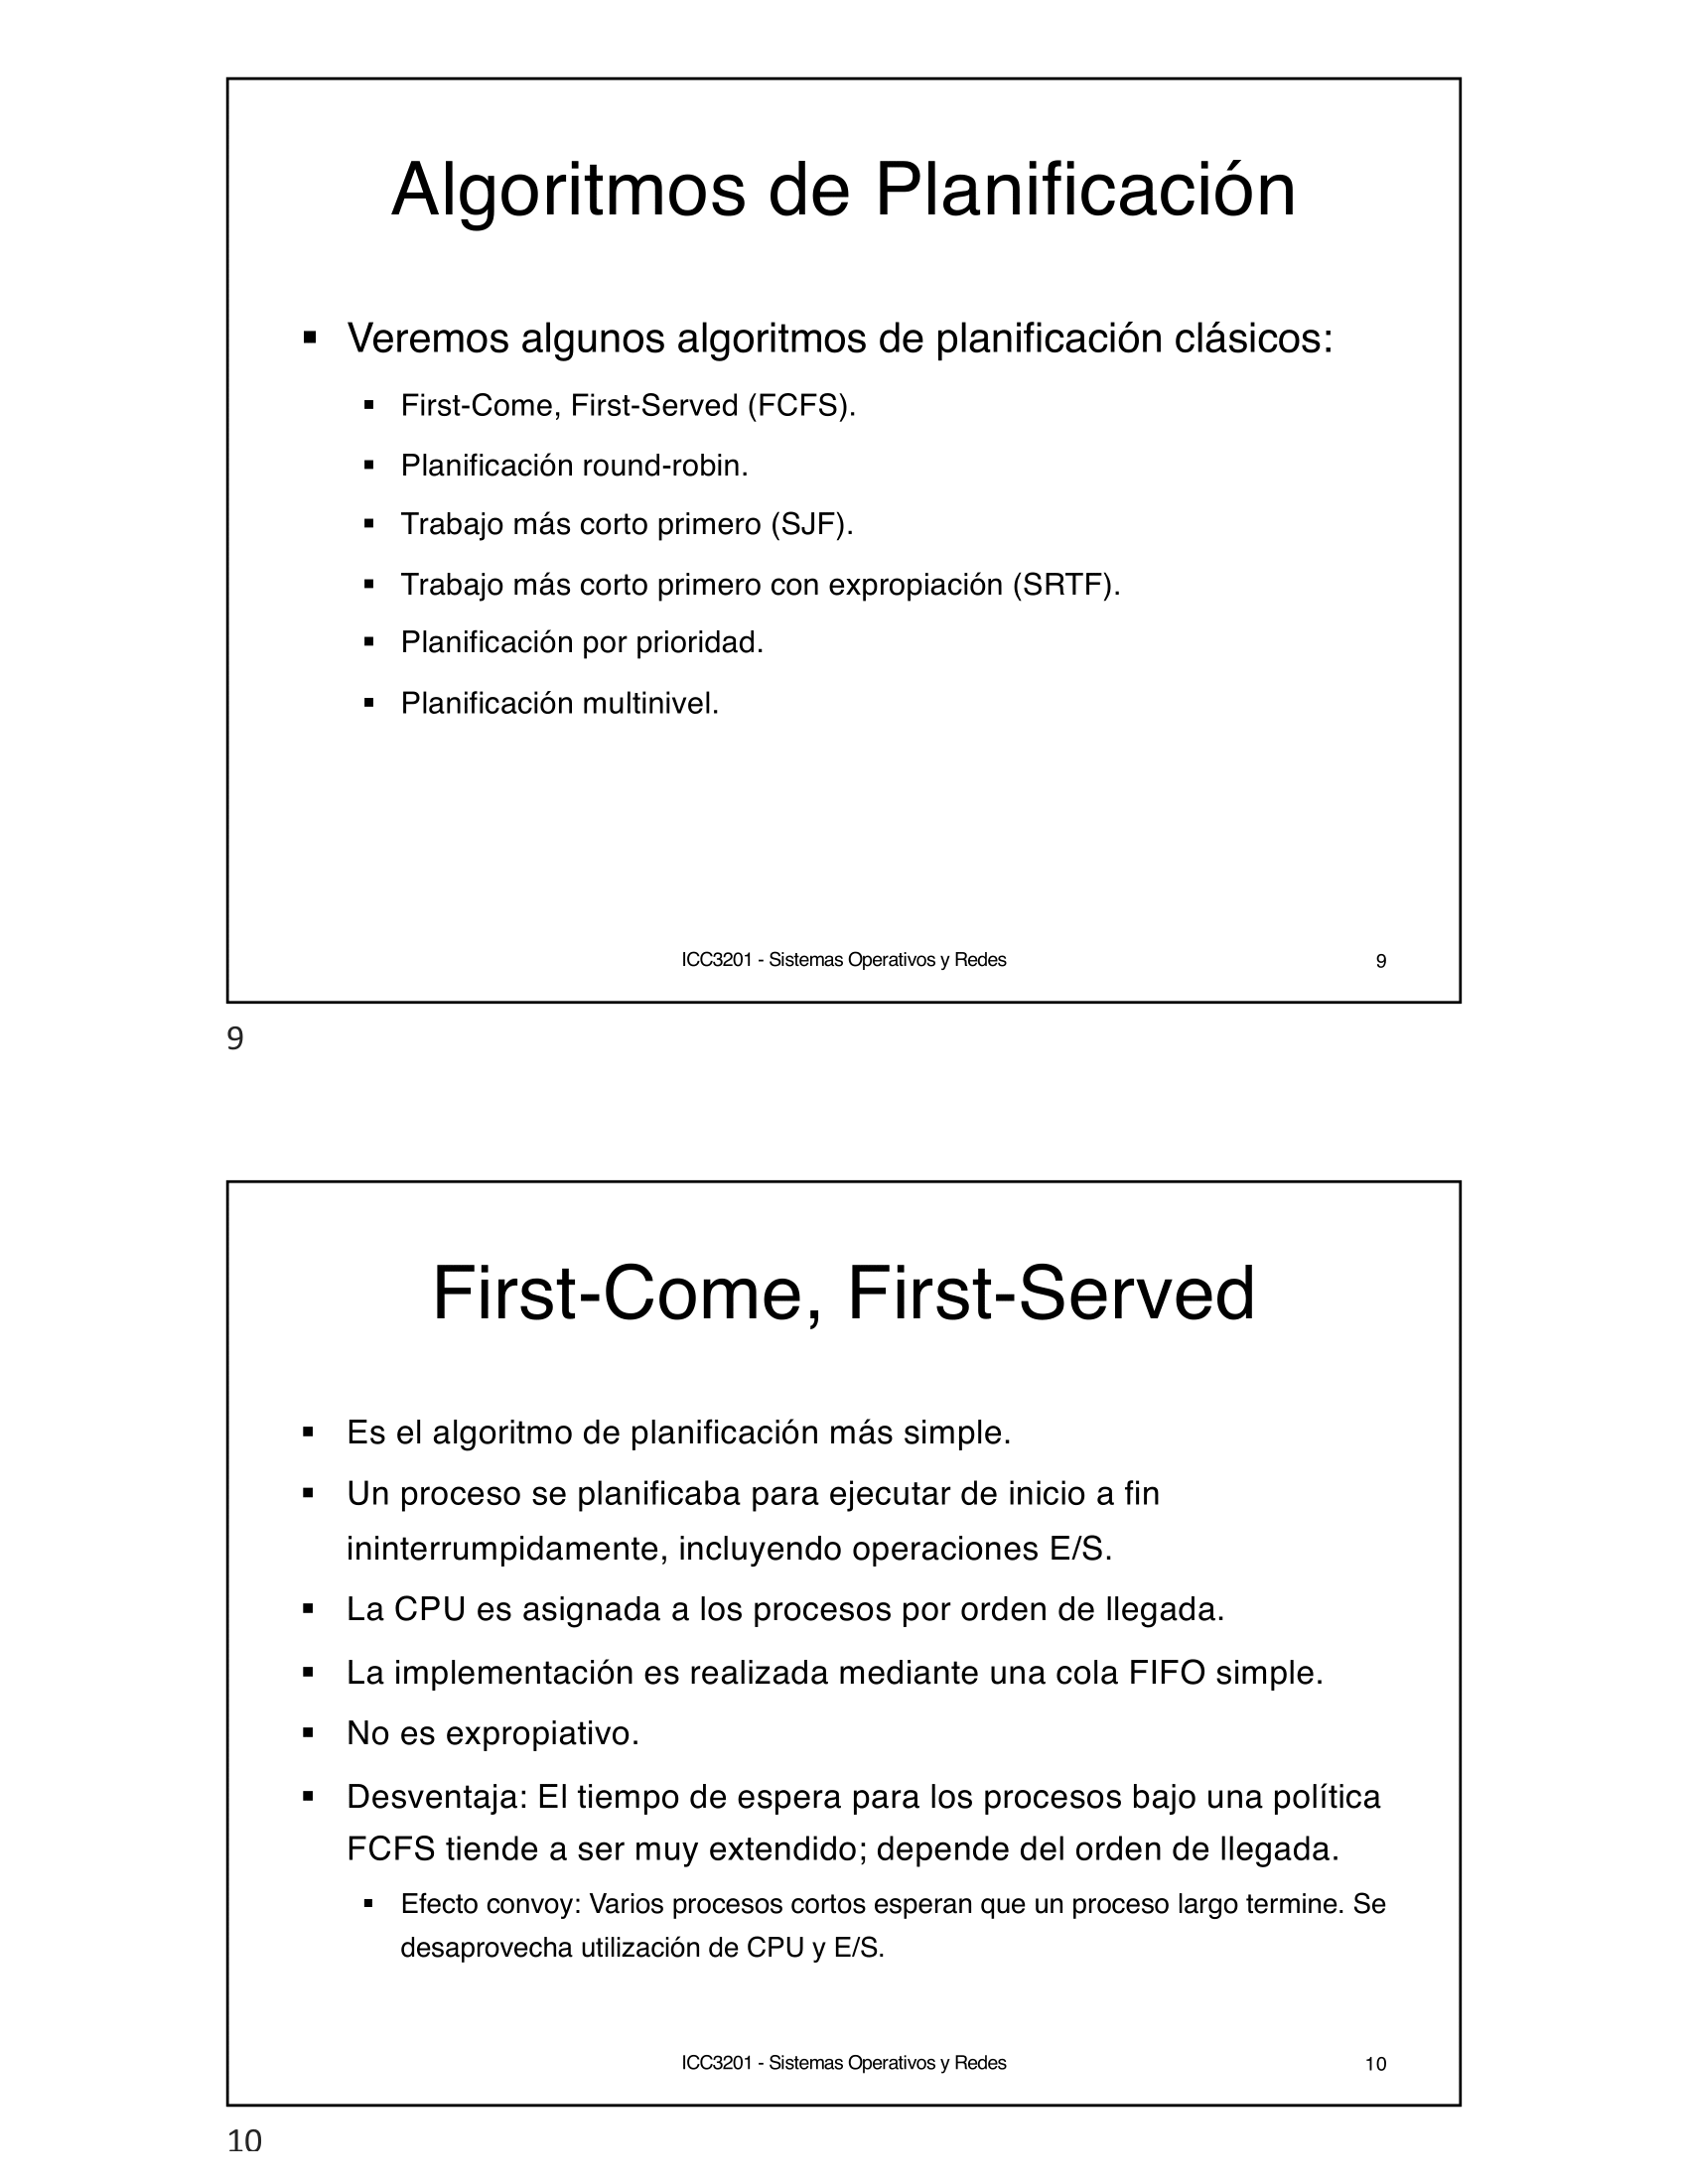 Algoritmos de Planificación
▪ Veremos algunos algoritmos de planificación clásicos:
▪ First-Come, First-Served (FCFS).
▪ Planificación round-robin.
▪ Trabajo más corto primero (SJF).
▪ Trabajo más corto primero con expropiación (SRTF).
▪ Planificación por prioridad.
▪ Planificación multinivel.
ICC3201 - Sistemas Operativos y Redes 9
9
First-Come, First-Served
▪ Es el algoritmo de planificación más simple.
▪ Un proceso se planificaba para ejecutar de inicio a fin
ininterrumpidamente, incluyendo operaciones E/S.
▪ La CPU es asignada a los procesos por orden de llegada.
▪ La implementación es realizada mediante una cola FIFO simple.
▪ No es expropiativo.
▪ Desventaja: El tiempo de espera para los procesos bajo una política
FCFS tiende a ser muy extendido; depende del orden de llegada.
▪ Efecto convoy: Varios procesos cortos esperan que un proceso largo termine. Se
desaprovecha utilización de CPU y E/S.
ICC3201 - Sistemas Operativos y Redes 10
10